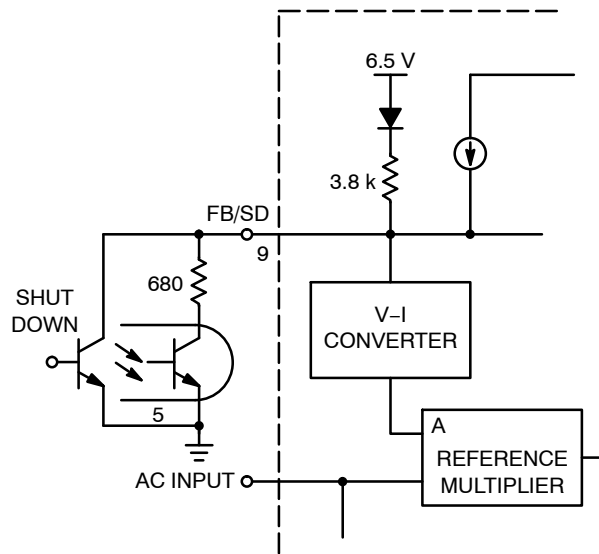 6.5 V
3.8 k
FB/SD
9
680
SHUT
DOWN
V–I
CONVERTER
5
A
REFERENCE
MULTIPLIER
AC INPUT